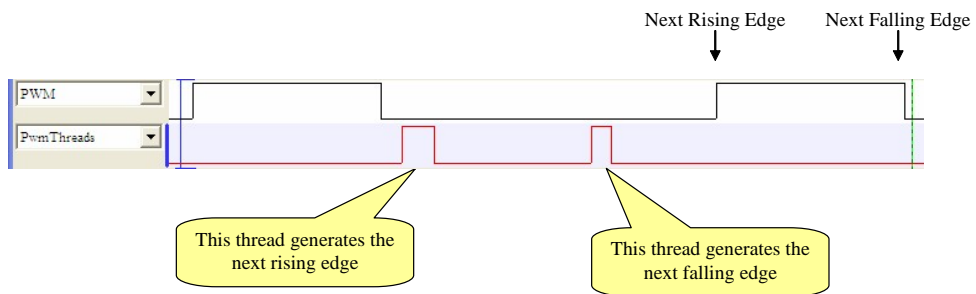 Next Rising Edge
Next Falling Edge
PWM
PwmThreads
This thread generates the
next rising edge
This thread generates the
next falling edge